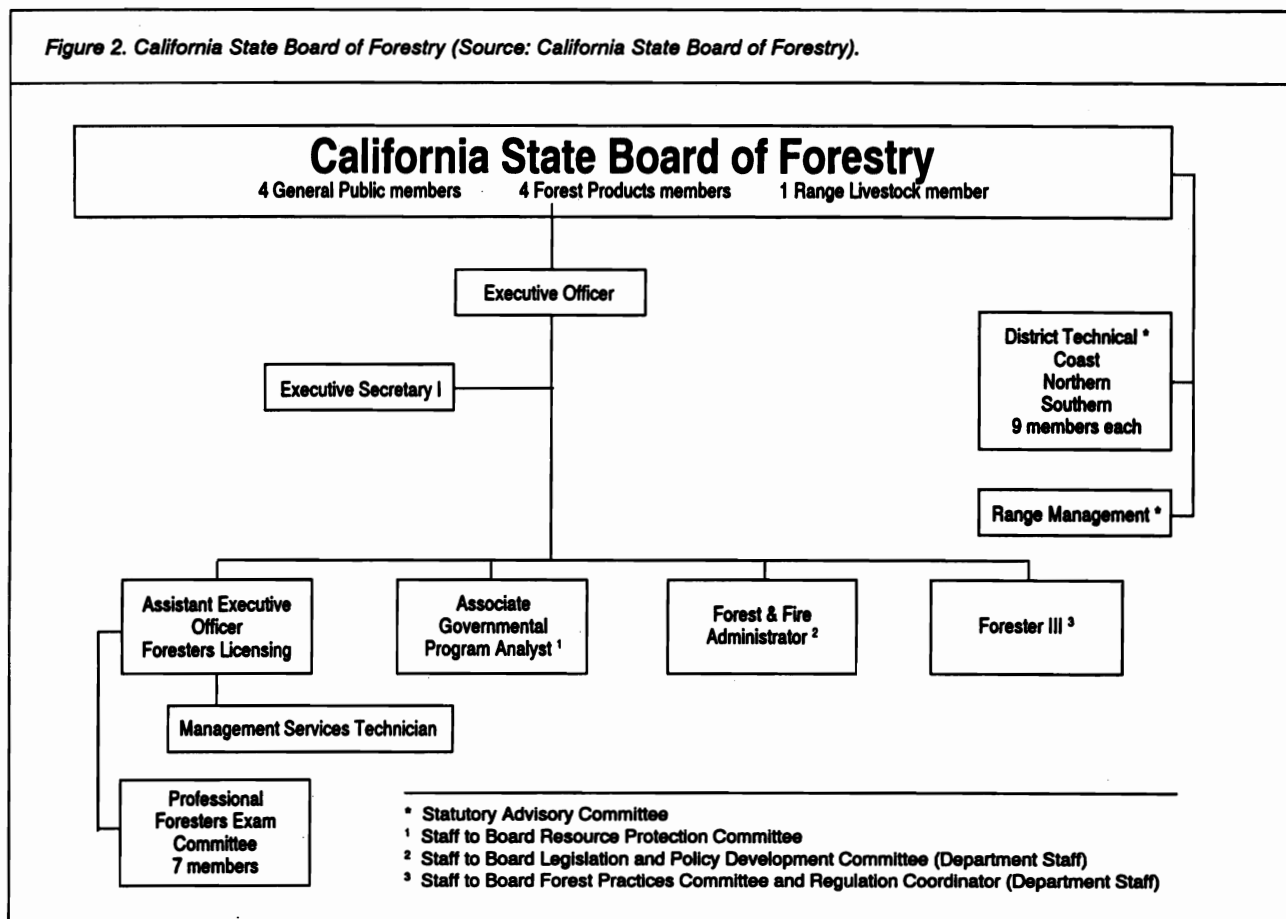 Figure 2. California State Board of Forestry (Source: California State Board of Forestry).
California State Board of Forestry
4 General Public members 4 Forest Products members 1 Range Livestock member
Executive Officer
Executive Secretary I
District Technical *
Coast
Northern
Southern
9 members each
Range Management *
Assistant Executive
Officer
Foresters Licensing
Associate
Governmental
Program Analyst ¹
Forest & Fire
Administrator ²
Forester III ³
Management Services Technician
Professional
Foresters Exam
Committee
7 members
* Statutory Advisory Committee
¹ Staff to Board Resource Protection Committee
² Staff to Board Legislation and Policy Development Committee (Department Staff)
³ Staff to Board Forest Practices Committee and Regulation Coordinator (Department Staff)